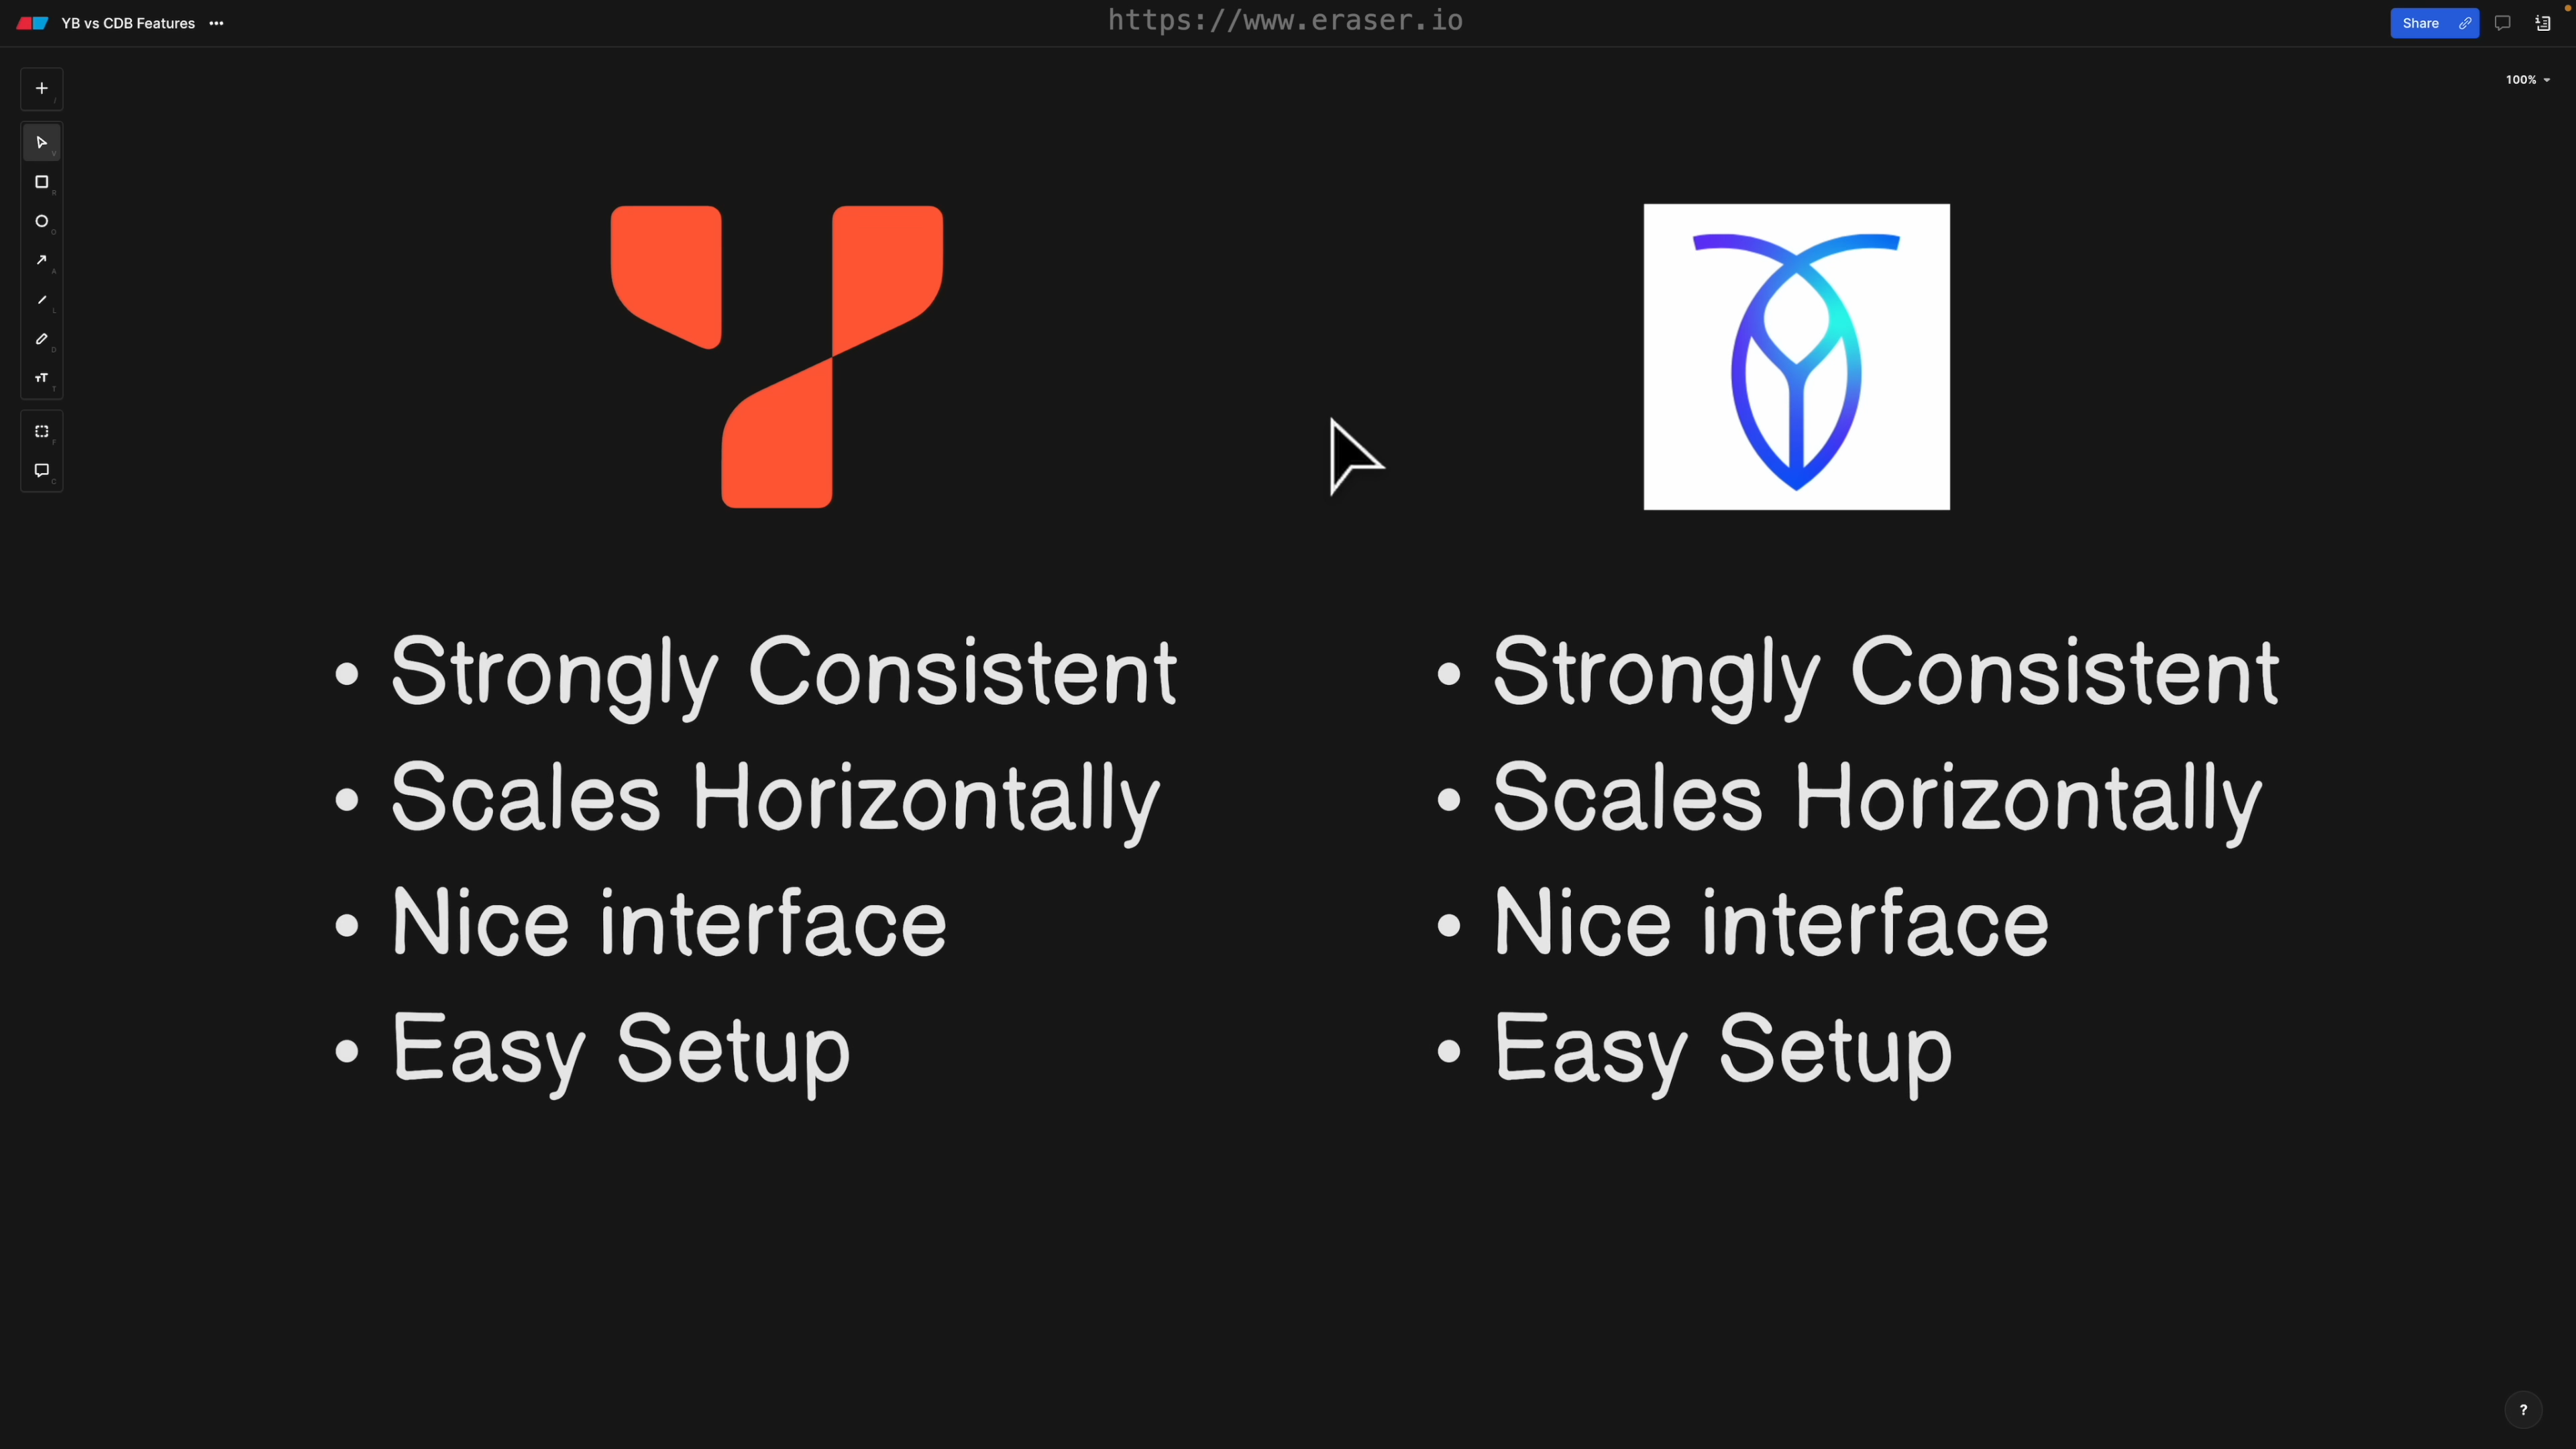 YB vs CDB Features
https://www.eraser.io
Share
100%
/
V
R
O
A
L
D
T
F
C
• Strongly Consistent
• Scales Horizontally
• Nice interface
• Easy Setup
• Strongly Consistent
• Scales Horizontally
• Nice interface
• Easy Setup
?